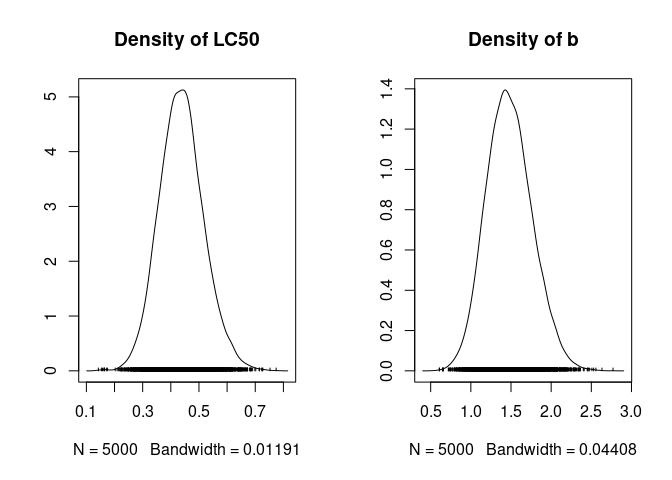 Density of LC50
5
4
3
2
1
0
0.1 0.3 0.5 0.7
N = 5000 Bandwidth = 0.01191
Density of b
1.4
1.2
1.0
0.8
0.6
0.4
0.2
0.0
0.5 1.0 1.5 2.0 2.5 3.0
N = 5000 Bandwidth = 0.04408